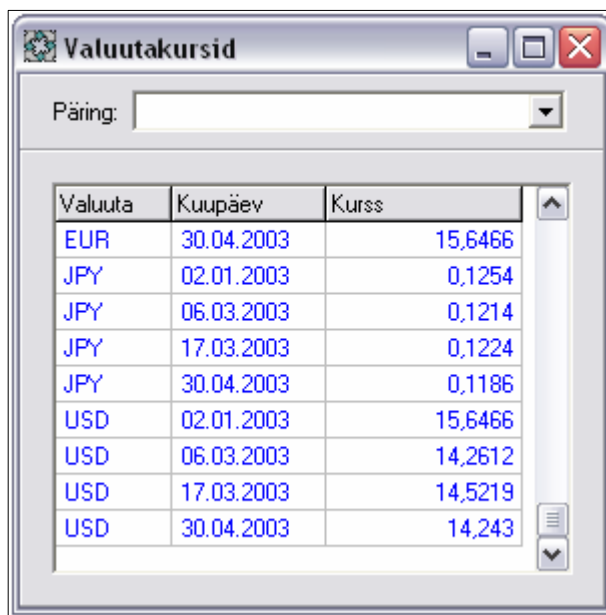 Valuutakursid
Päring:
Valuuta Kuupäev Kurss
EUR 30.04.2003 15,6466
JPY 02.01.2003 0,1254
JPY 06.03.2003 0,1214
JPY 17.03.2003 0,1224
JPY 30.04.2003 0,1186
USD 02.01.2003 15,6466
USD 06.03.2003 14,2612
USD 17.03.2003 14,5219
USD 30.04.2003 14,243